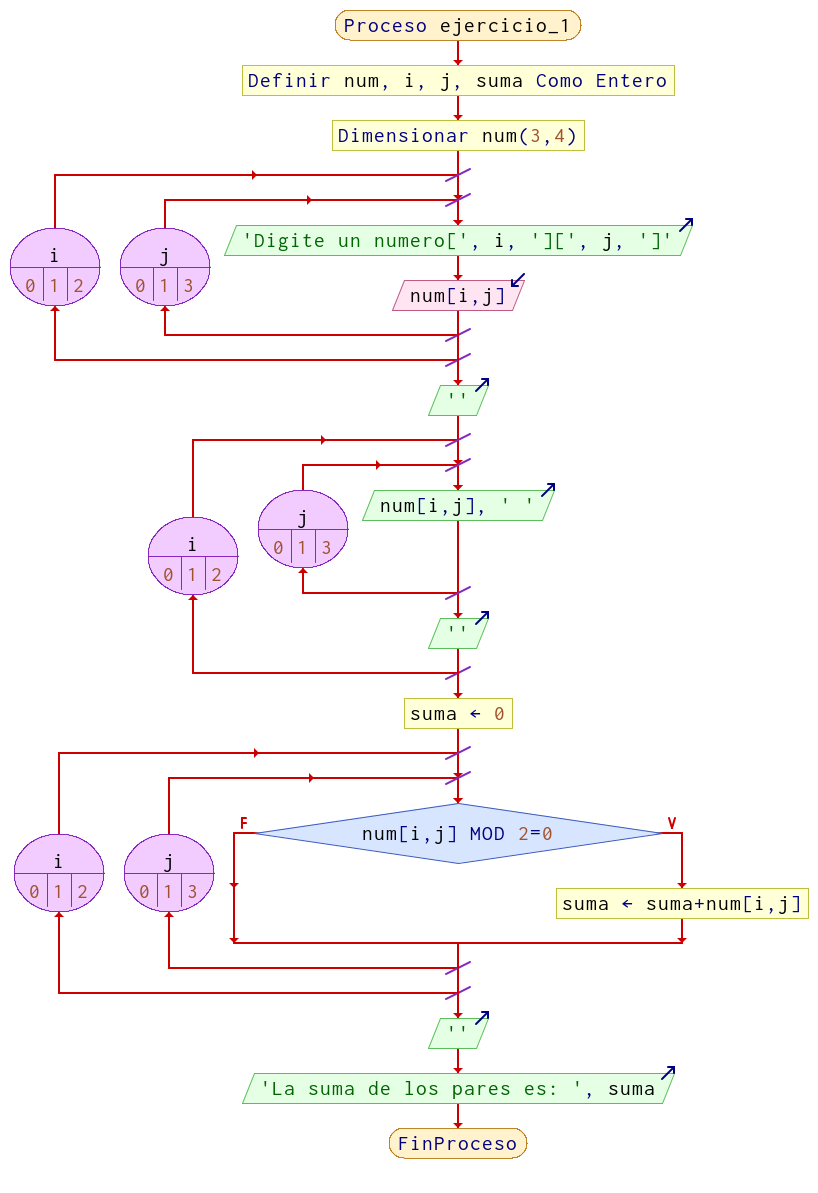 Proceso ejercicio_1
Definir num, i, j, suma Como Entero
Dimensionar num(3,4)
i
0 1 2
j
0 1 3
'Digite un numero[', i, '][', j, ']'
num[i,j]
''
i
0 1 2
j
0 1 3
num[i,j], ' '
''
suma ← 0
i
0 1 2
j
0 1 3
F
num[i,j] MOD 2=0
V
suma ← suma+num[i,j]
''
'La suma de los pares es: ', suma
FinProceso